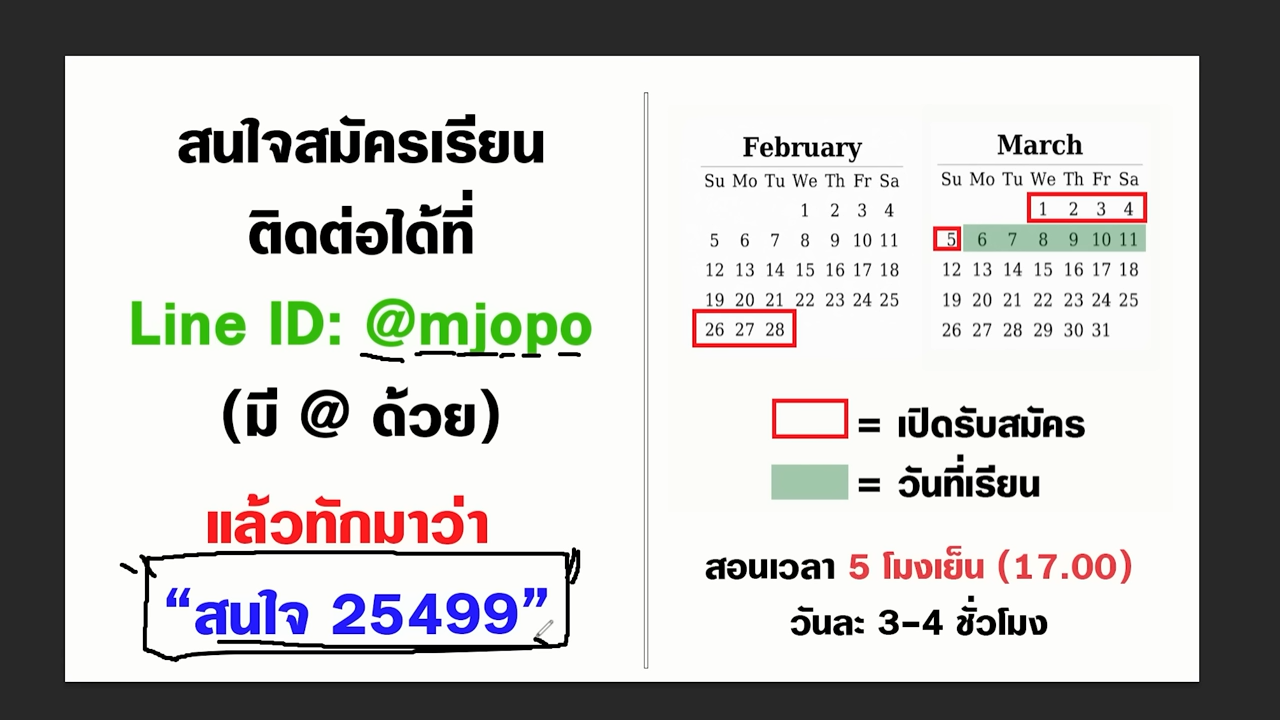 สนใจสมัครเรียน
ติดต่อได้ที่
Line ID: @mjopo
(มี @ ด้วย)
แล้วทักมาว่า
“สนใจ 25499”
February
Su Mo Tu We Th Fr Sa
1 2 3 4
5 6 7 8 9 10 11
12 13 14 15 16 17 18
19 20 21 22 23 24 25
26 27 28
March
Su Mo Tu We Th Fr Sa
1 2 3 4
5 6 7 8 9 10 11
12 13 14 15 16 17 18
19 20 21 22 23 24 25
26 27 28 29 30 31
= เปิดรับสมัคร
= วันที่เรียน
สอนเวลา 5 โมงเย็น (17.00)
วันละ 3-4 ชั่วโมง